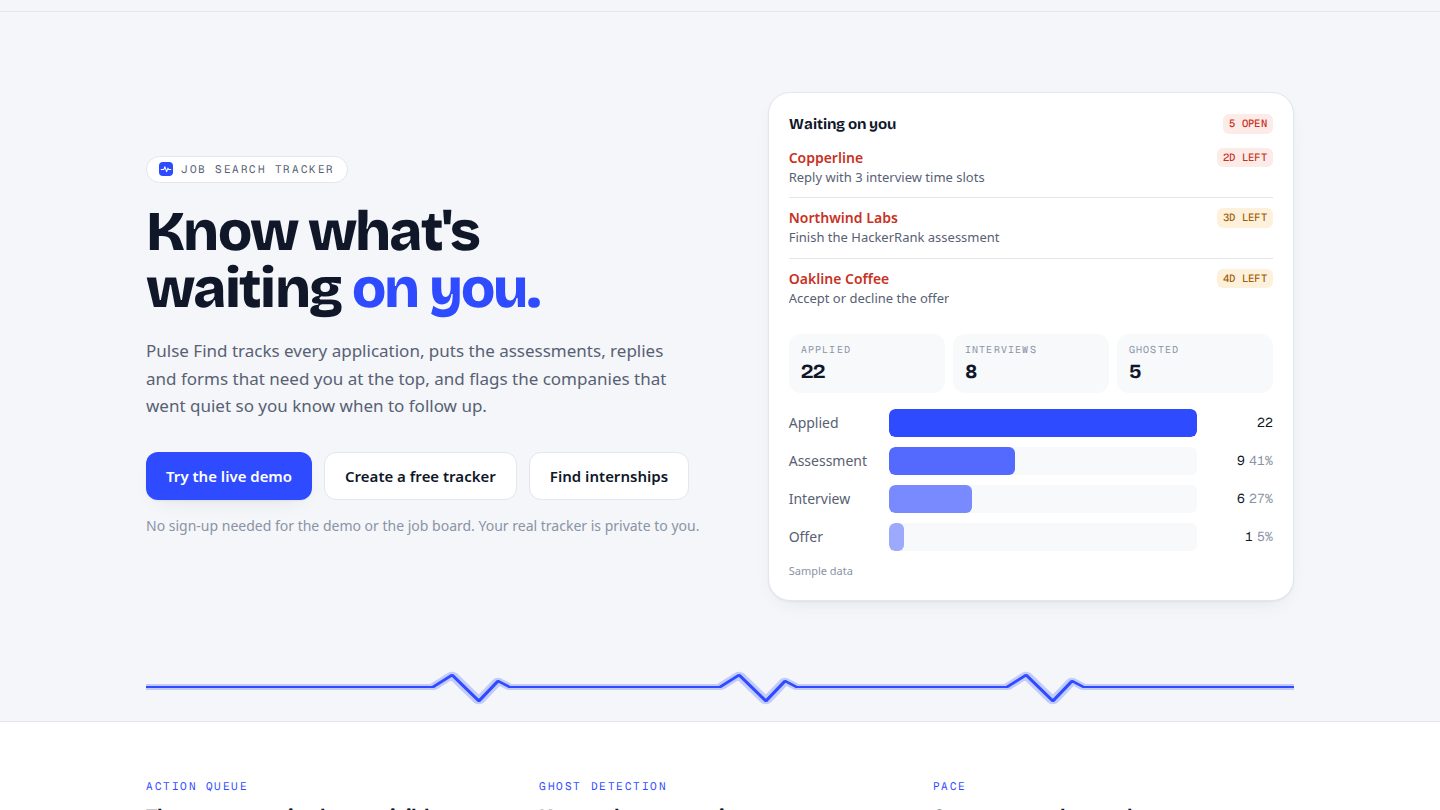 JOB SEARCH TRACKER
Know what's
waiting on you.
Pulse Find tracks every application, puts the assessments, replies
and forms that need you at the top, and flags the companies that
went quiet so you know when to follow up.
Try the live demo
Create a free tracker
Find internships
No sign-up needed for the demo or the job board. Your real tracker is private to you.
Waiting on you
5 OPEN
Copperline
2D LEFT
Reply with 3 interview time slots
Northwind Labs
3D LEFT
Finish the HackerRank assessment
Oakline Coffee
4D LEFT
Accept or decline the offer
APPLIED
22
INTERVIEWS
8
GHOSTED
5
Applied 22
Assessment 9 41%
Interview 6 27%
Offer 1 5%
Sample data
ACTION QUEUE
GHOST DETECTION
PACE